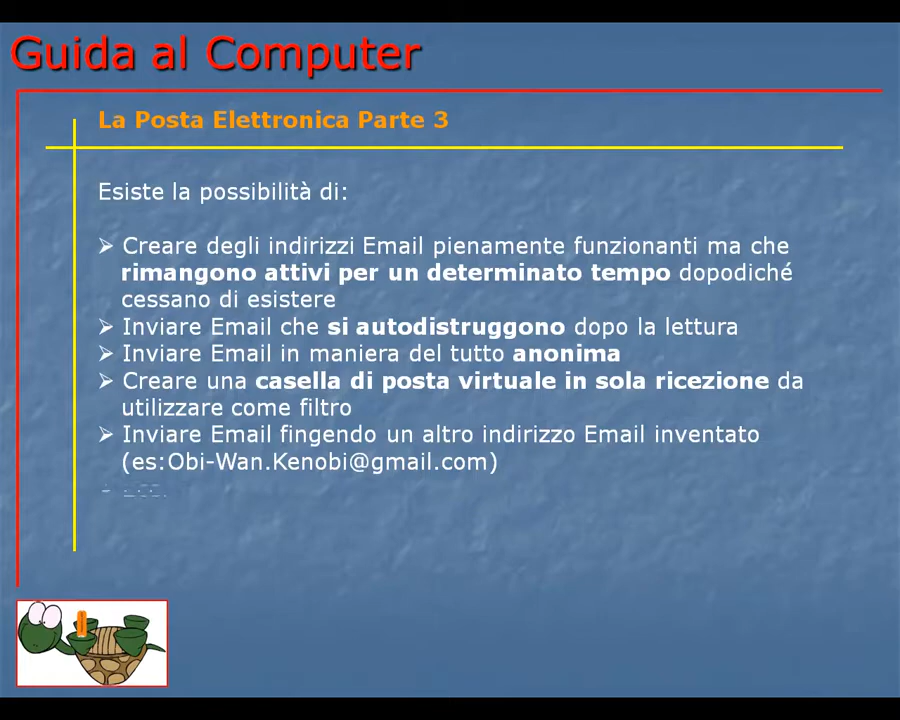 Guida al Computer
La Posta Elettronica Parte 3
Esiste la possibilità di:
➢ Creare degli indirizzi Email pienamente funzionanti ma che
rimangono attivi per un determinato tempo dopodiché
cessano di esistere
➢ Inviare Email che si autodistruggono dopo la lettura
➢ Inviare Email in maniera del tutto anonima
➢ Creare una casella di posta virtuale in sola ricezione da
utilizzare come filtro
➢ Inviare Email fingendo un altro indirizzo Email inventato
(es:Obi-Wan.Kenobi@gmail.com)